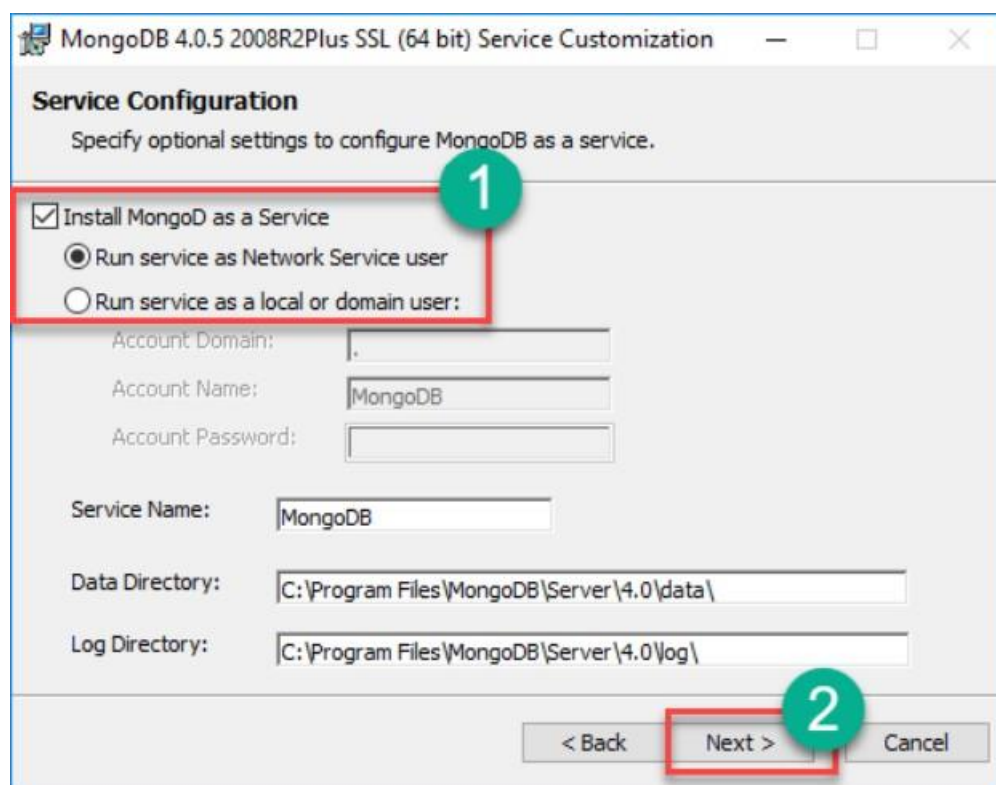 MongoDB 4.0.5 2008R2Plus SSL (64 bit) Service Customization
Service Configuration
Specify optional settings to configure MongoDB as a service.
1
Install MongoD as a Service
Run service as Network Service user
Run service as a local or domain user:
Account Domain: .
Account Name: MongoDB
Account Password:
Service Name: MongoDB
Data Directory: C:\Program Files\MongoDB\Server\4.0\data\
Log Directory: C:\Program Files\MongoDB\Server\4.0\log\
2
< Back Next > Cancel